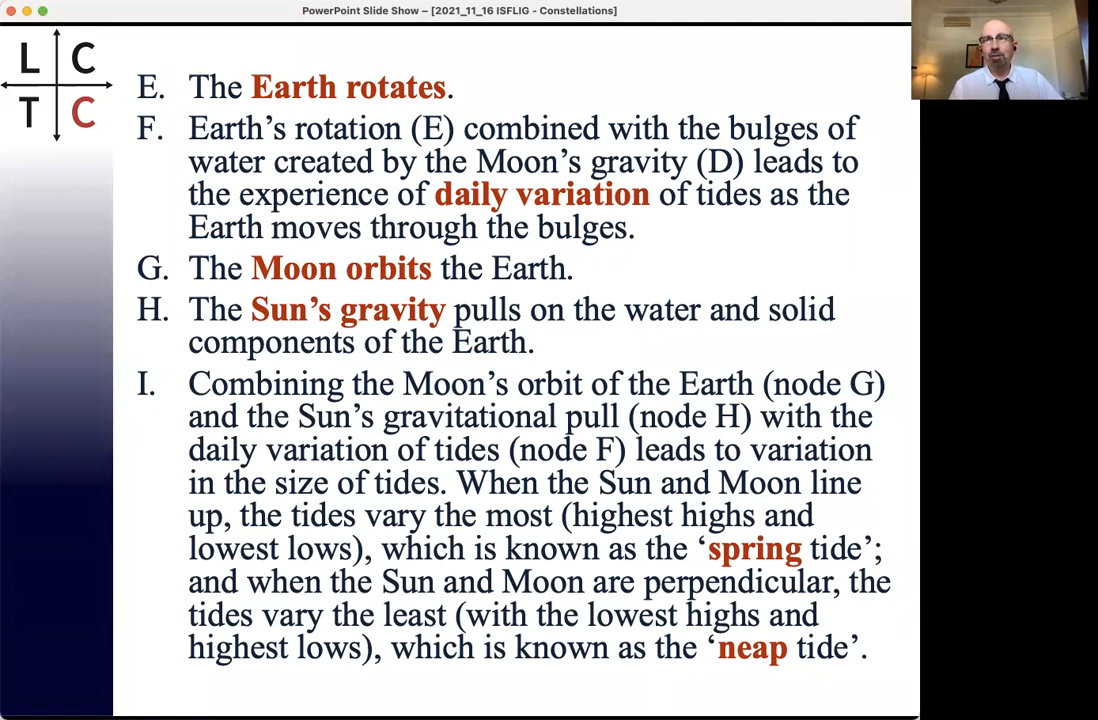 PowerPoint Slide Show – [2021_11_16 ISFLIG - Constellations]
L C
T C
E. The Earth rotates.
F. Earth’s rotation (E) combined with the bulges of
water created by the Moon’s gravity (D) leads to
the experience of daily variation of tides as the
Earth moves through the bulges.
G. The Moon orbits the Earth.
H. The Sun’s gravity pulls on the water and solid
components of the Earth.
I. Combining the Moon’s orbit of the Earth (node G)
and the Sun’s gravitational pull (node H) with the
daily variation of tides (node F) leads to variation
in the size of tides. When the Sun and Moon line
up, the tides vary the most (highest highs and
lowest lows), which is known as the ‘spring tide’;
and when the Sun and Moon are perpendicular, the
tides vary the least (with the lowest highs and
highest lows), which is known as the ‘neap tide’.